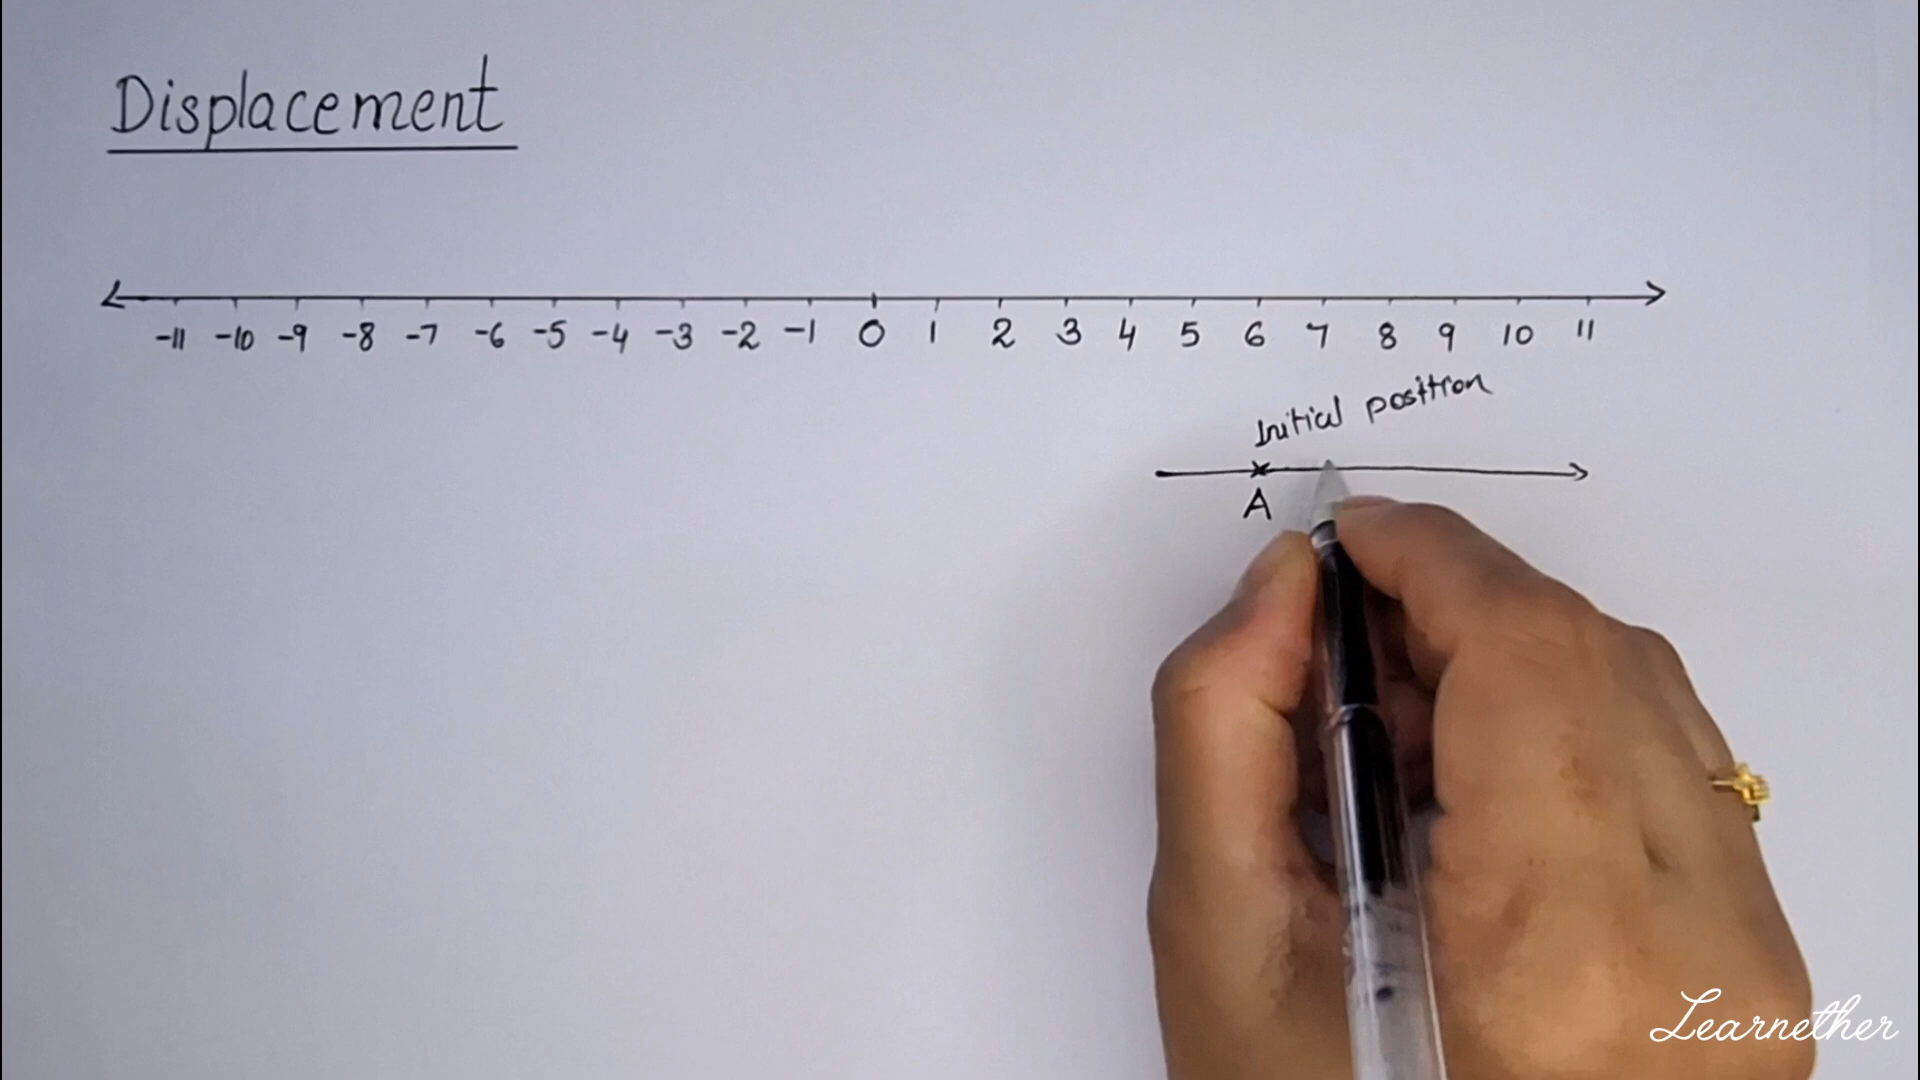 Displacement
-11 -10 -9 -8 -7 -6 -5 -4 -3 -2 -1 0 1 2 3 4 5 6 7 8 9 10 11
Initial position
A
Learnether